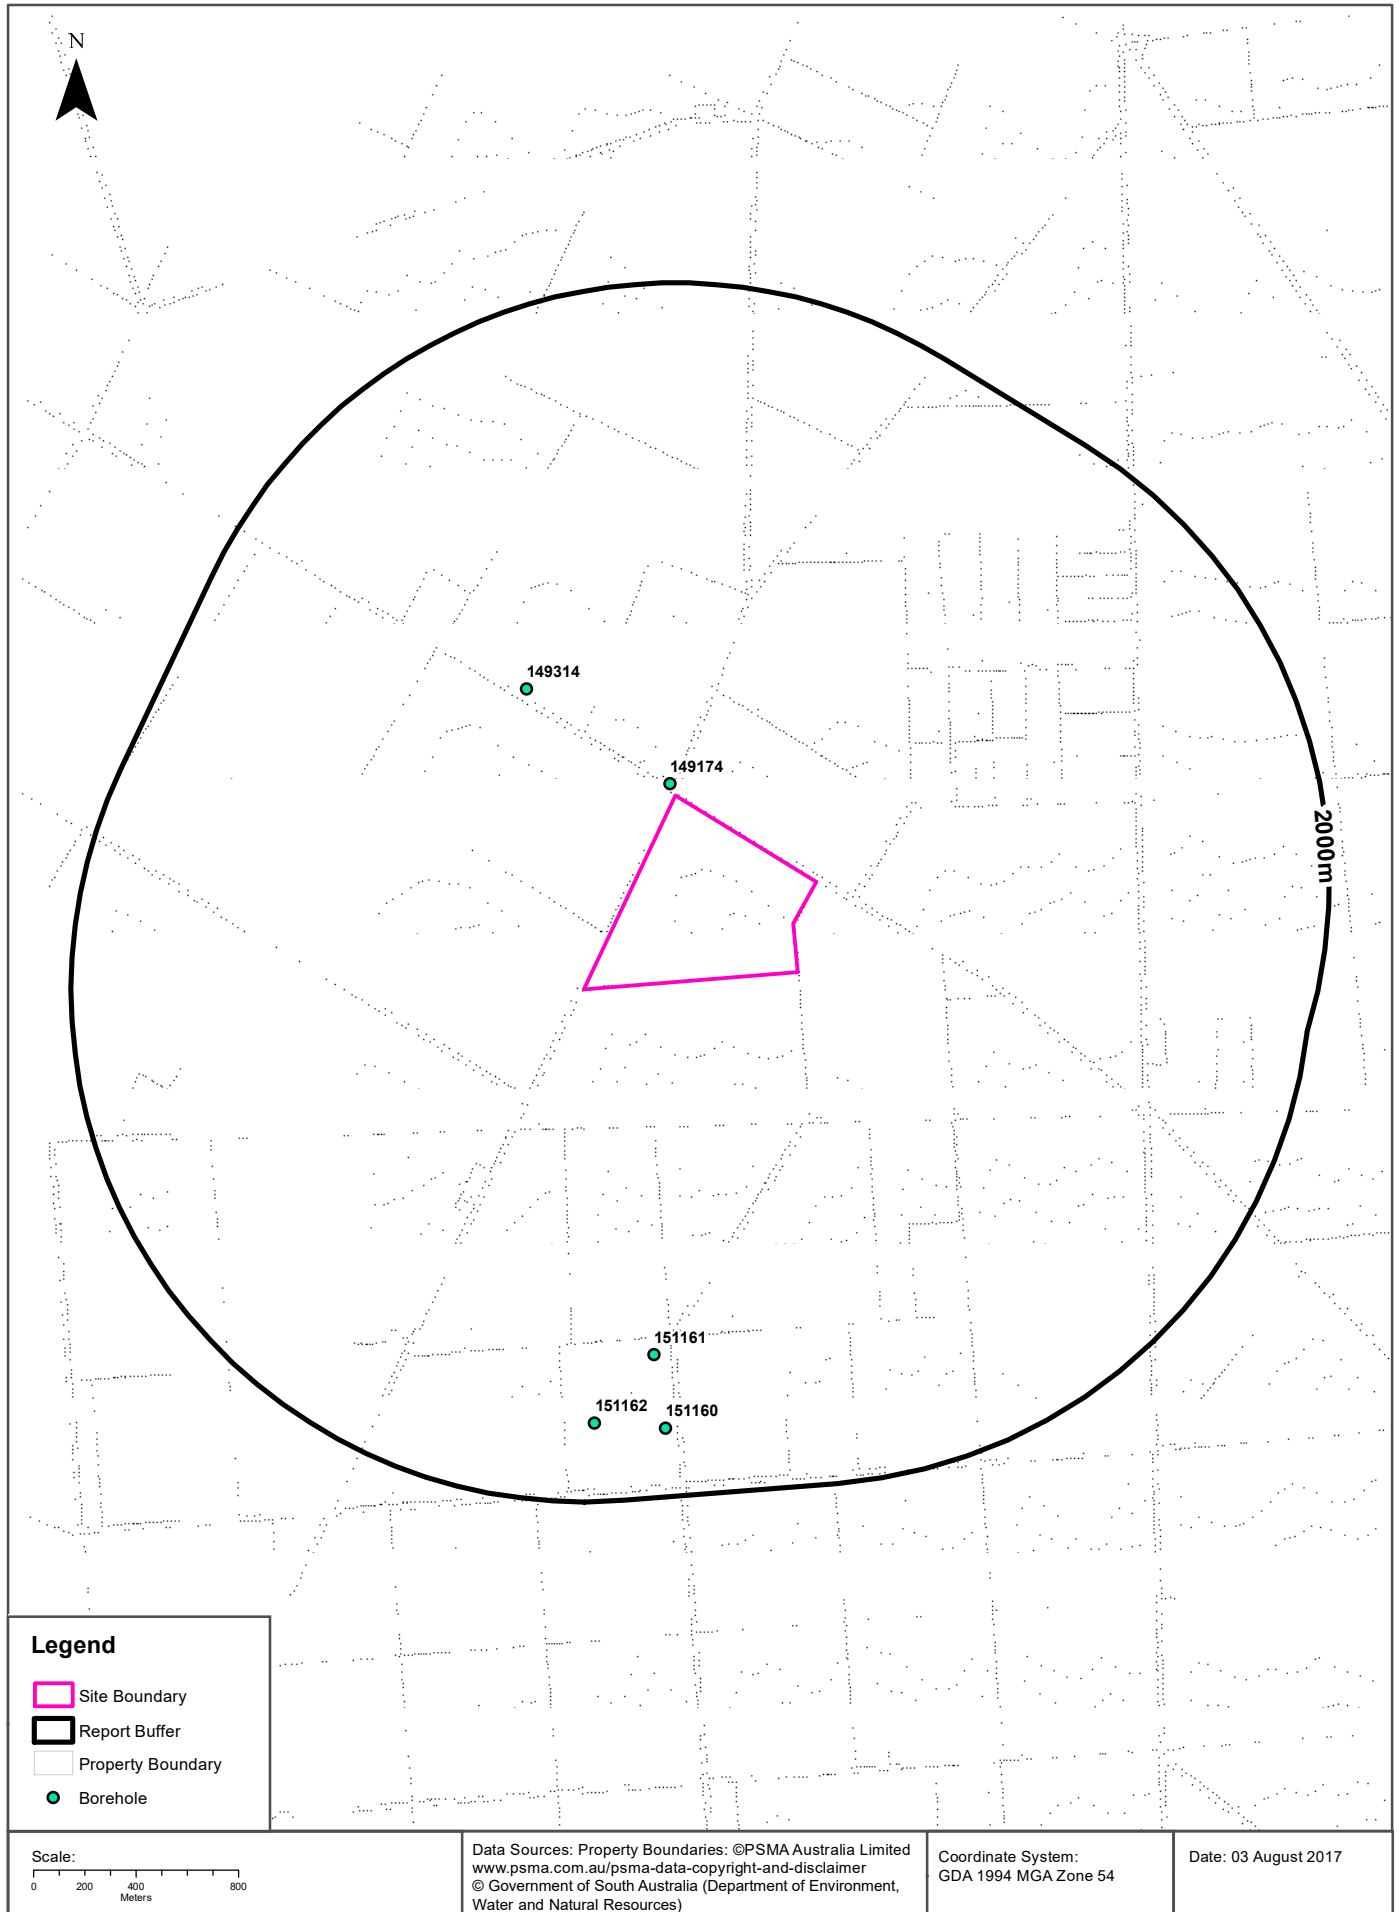 N
149314
149174
2000m
151161
151162
151160
Legend
Site Boundary
Report Buffer
Property Boundary
Borehole
Scale:
0 200 400 800
Meters
Data Sources: Property Boundaries: ©PSMA Australia Limited
www.psma.com.au/psma-data-copyright-and-disclaimer
© Government of South Australia (Department of Environment,
Water and Natural Resources)
Coordinate System:
GDA 1994 MGA Zone 54
Date: 03 August 2017